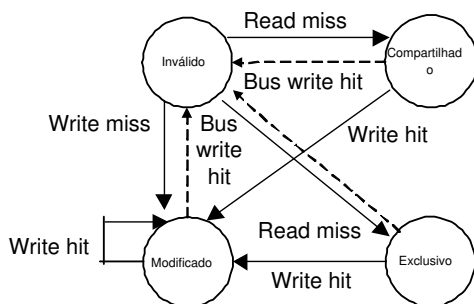 Read miss
Inválido
Compartilhad
o
Bus write hit
Write miss
Bus
write
hit
Write hit
Read miss
Write hit
Modificado
Exclusivo
Write hit